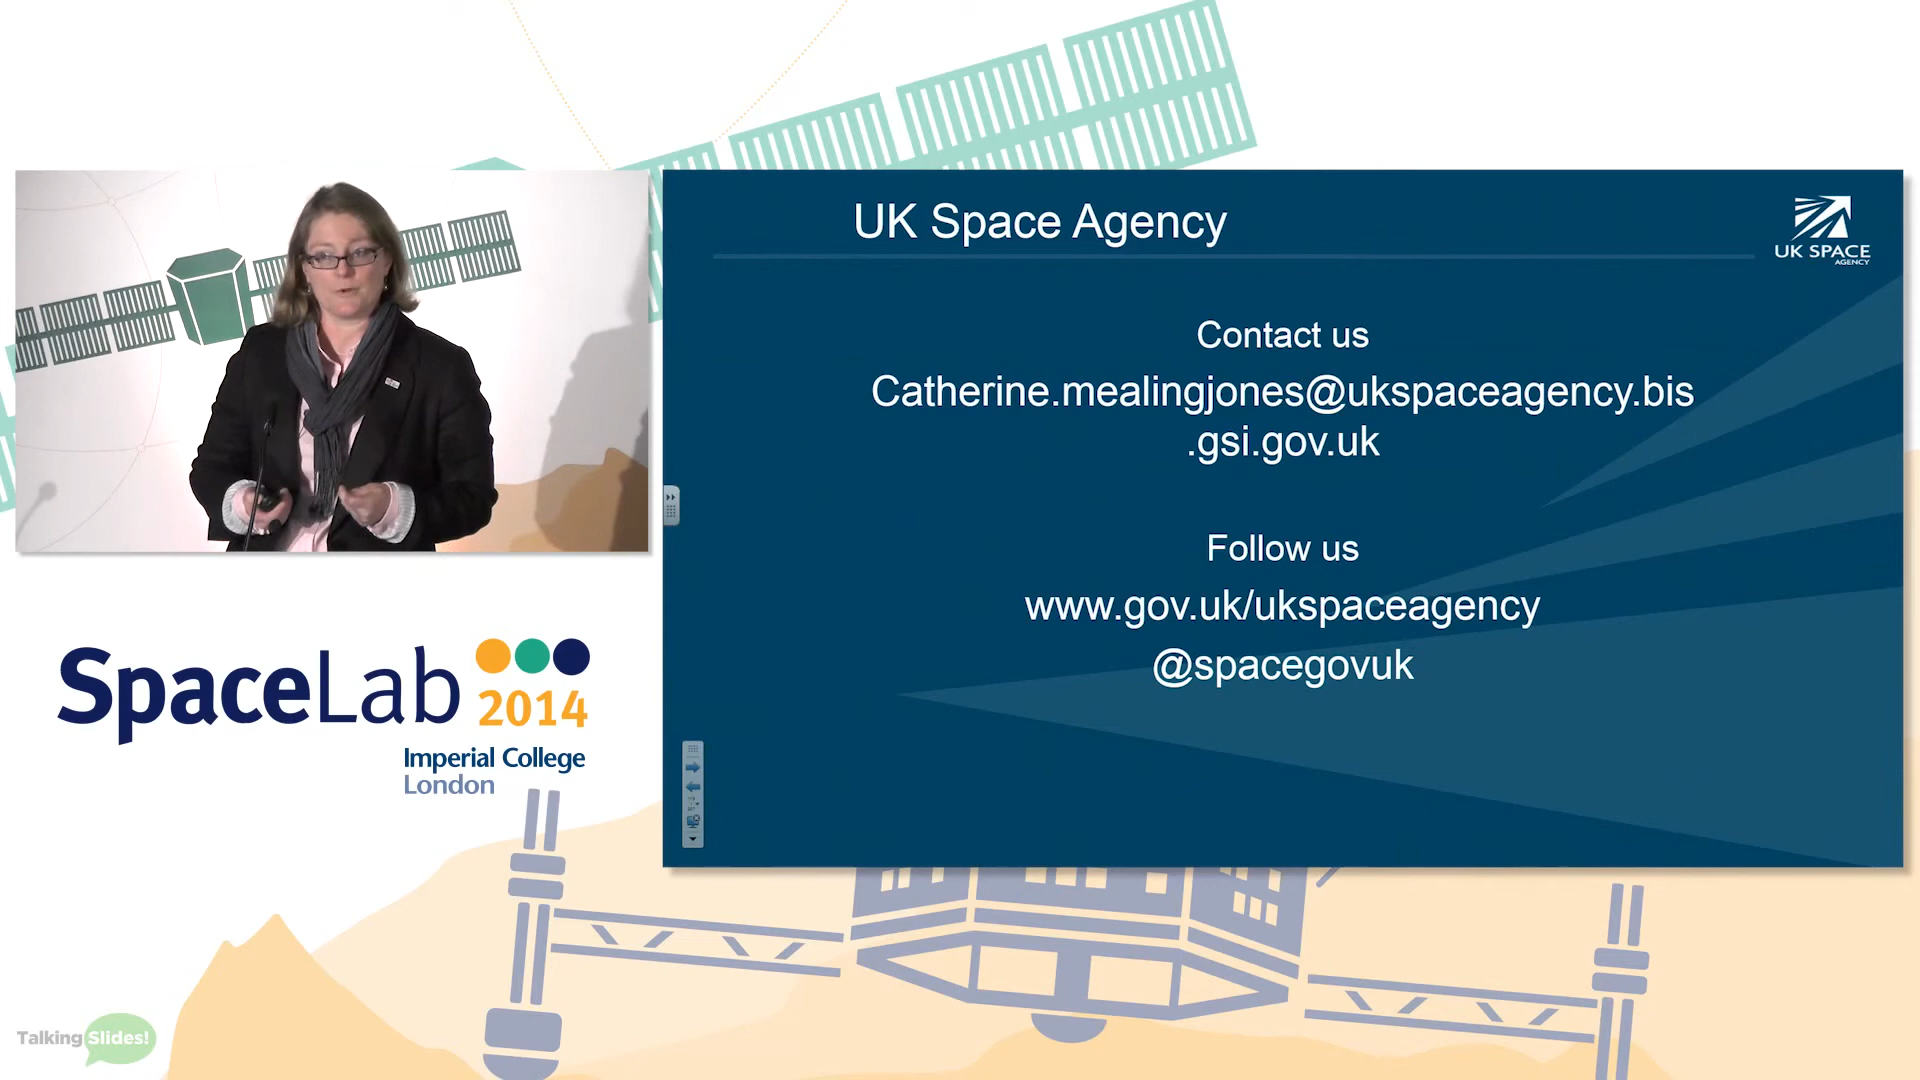 UK Space Agency
UK SPACE
AGENCY
Contact us
Catherine.mealingjones@ukspaceagency.bis
.gsi.gov.uk
Follow us
www.gov.uk/ukspaceagency
@spacegovuk
SpaceLab
2014
Imperial College
London
Talking Slides!